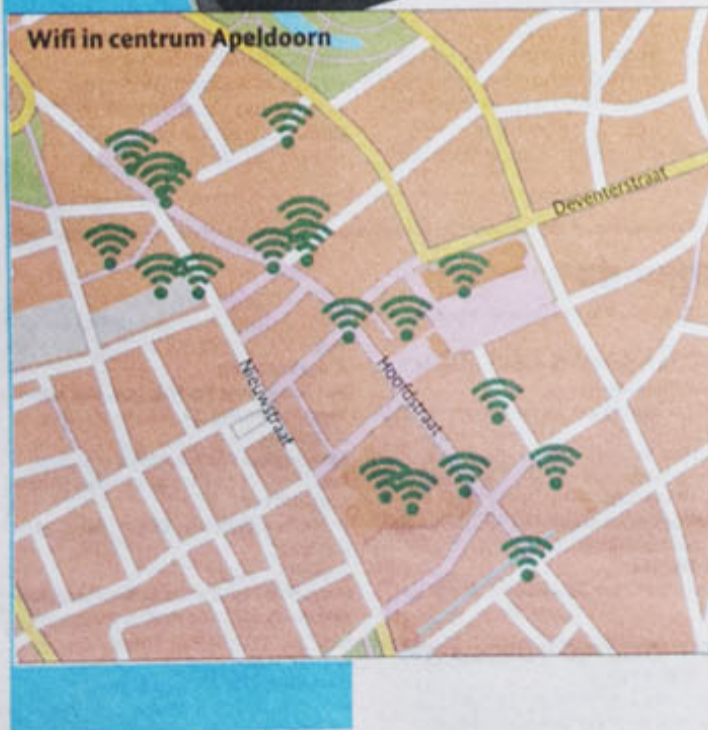 Wifi in centrum Apeldoorn
Deventerstraat
Nieuwstraat
Hoofdstraat